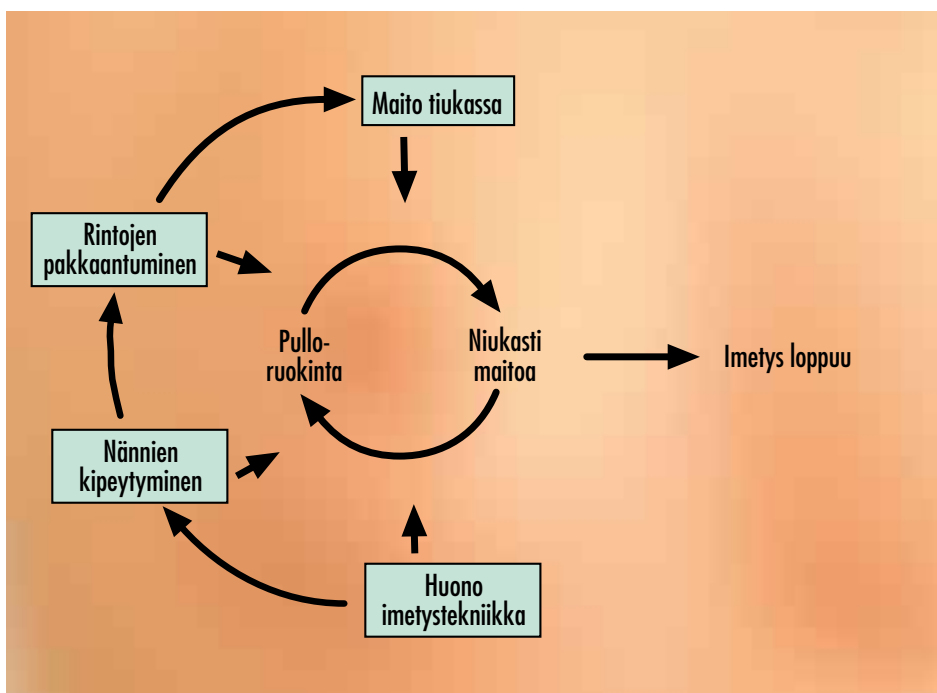 Maito tiukassa
Rintojen
pakkaantuminen
Pullo-
ruokinta
Niukasti
maitoa
Imetys loppuu
Nännien
kipeytyminen
Huono
imetystekniikka